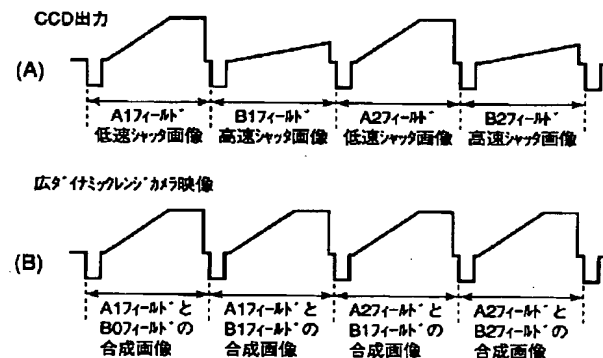 CCD出力
(A)
A1フィールド
低速シャッタ画像
B1フィールド
高速シャッタ画像
A2フィールド
低速シャッタ画像
B2フィールド
高速シャッタ画像
広ダイナミックレンジカメラ映像
(B)
A1フィールドと
B0フィールドの
合成画像
A1フィールドと
B1フィールドの
合成画像
A2フィールドと
B1フィールドの
合成画像
A2フィールドと
B2フィールドの
合成画像